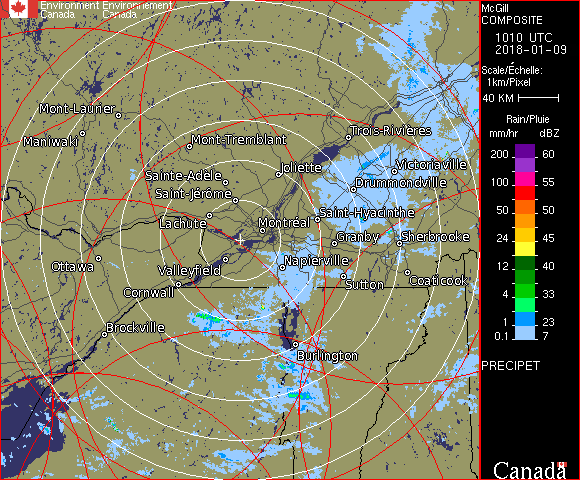 Environment Environnement
Canada Canada
McGill
COMPOSITE
1010 UTC
2018-01-09
Scale/Échelle:
1km/Pixel
40 KM
Rain/Pluie
mm/hr dBZ
200 60
100 55
50 50
24 45
12 40
4 33
1 23
0.1 7
PRECIPET
Canada
Mont-Laurier
Maniwaki
Mont-Tremblant
Trois-Rivières
Joliette
Victoriaville
Sainte-Adèle
Drummondville
Saint-Jérôme
Saint-Hyacinthe
Lachute
Montréal
Granby
Sherbrooke
Ottawa
Valleyfield
Napierville
Cornwall
Sutton
Coaticook
Brockville
Burlington